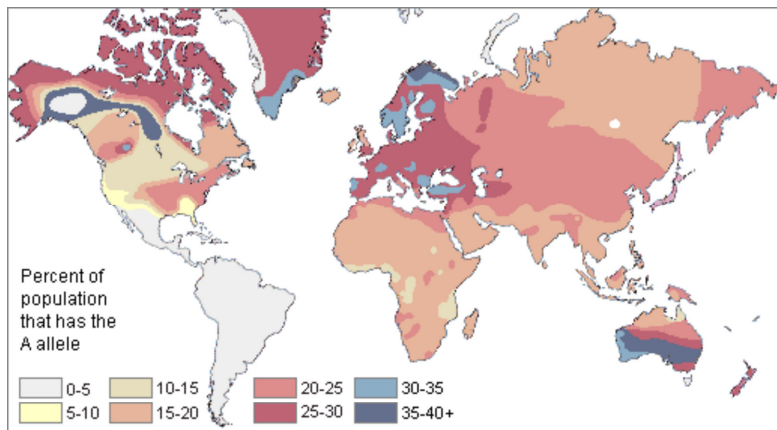 Percent of
population
that has the
A allele
0-5 10-15 20-25 30-35
5-10 15-20 25-30 35-40+